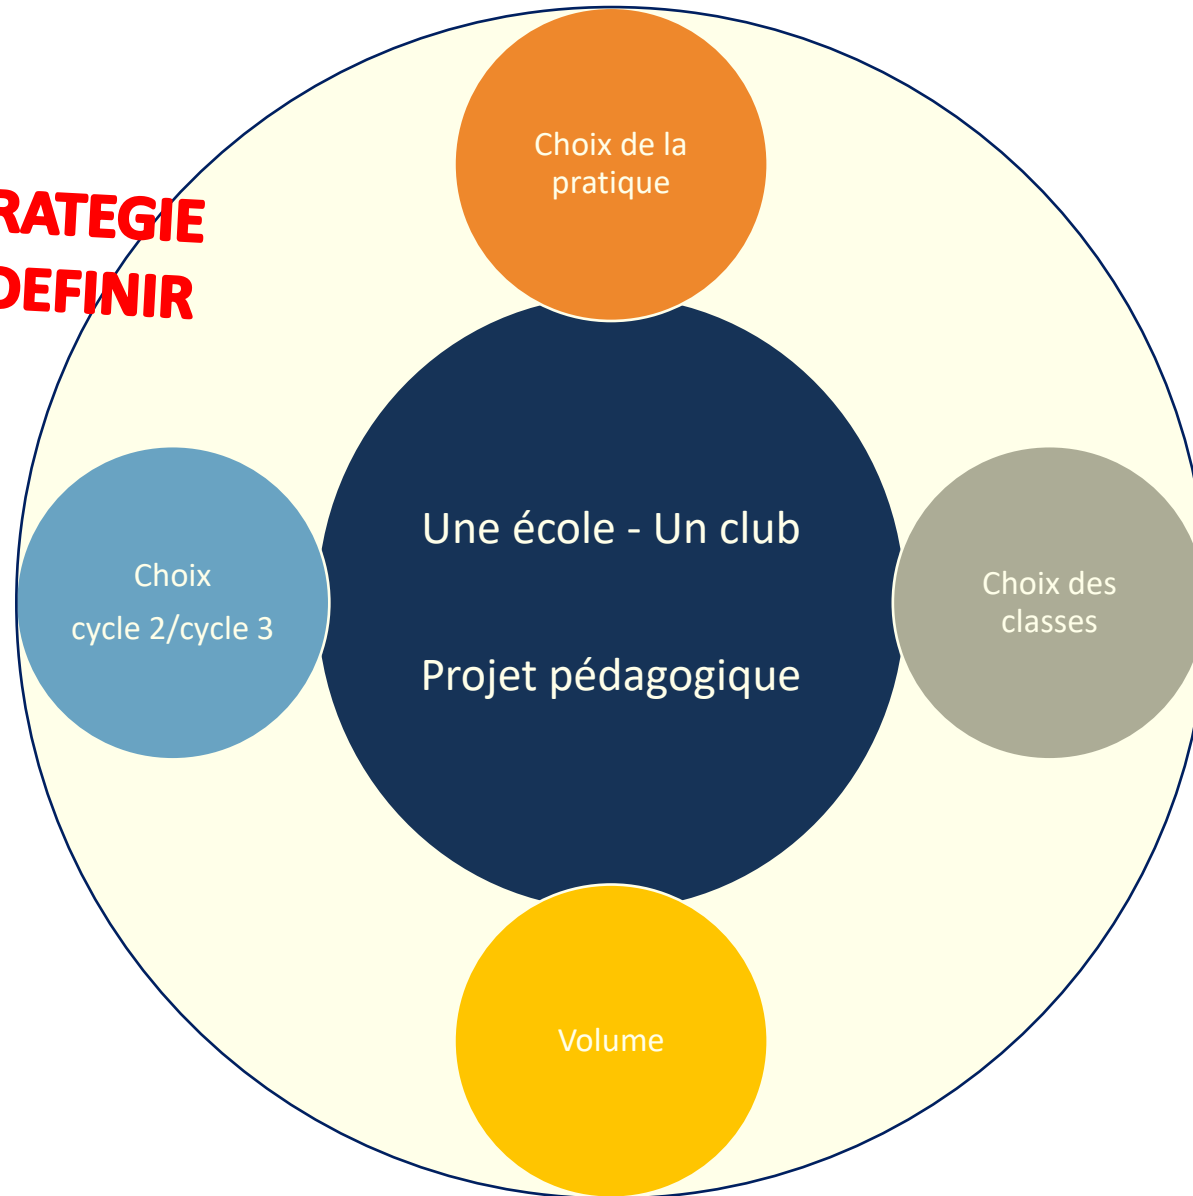 RATEGIE
DEFINIR
Choix de la
pratique
Une école - Un club
Projet pédagogique
Choix
cycle 2/cycle 3
Choix des
classes
Volume